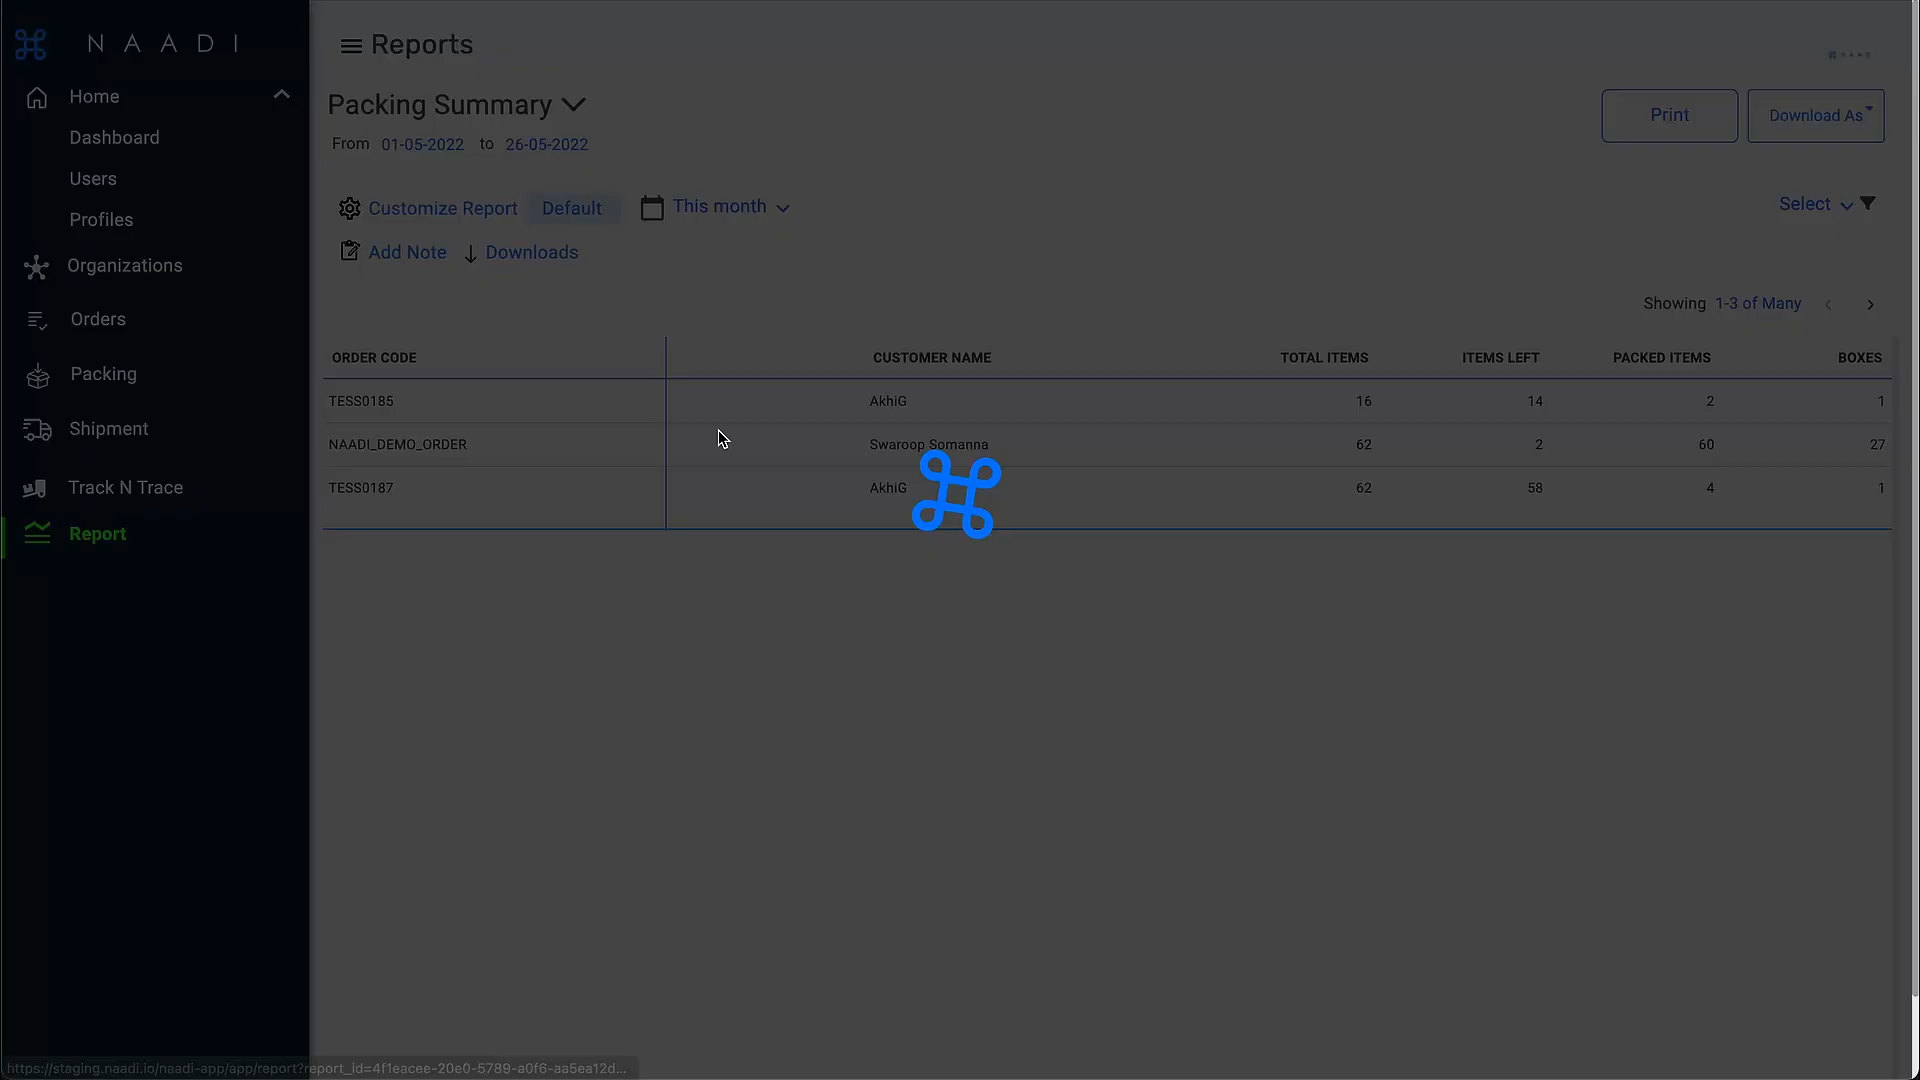 N A A D I
Home
Dashboard
Users
Profiles
Organizations
Orders
Packing
Shipment
Track N Trace
Report
Reports
Packing Summary
From 01-05-2022 to 26-05-2022
Print
Download As
Customize Report Default This month
Select
Add Note Downloads
Showing 1-3 of Many
ORDER CODE CUSTOMER NAME TOTAL ITEMS ITEMS LEFT PACKED ITEMS BOXES
TESS0185 AkhiG 16 14 2 1
NAADI_DEMO_ORDER Swaroop Somanna 62 2 60 27
TESS0187 AkhiG 62 58 4 1
https://staging.naadi.io/naadi-app/app/report?report_id=4f1eacee-20e0-5789-a0f6-aa5ea12d...